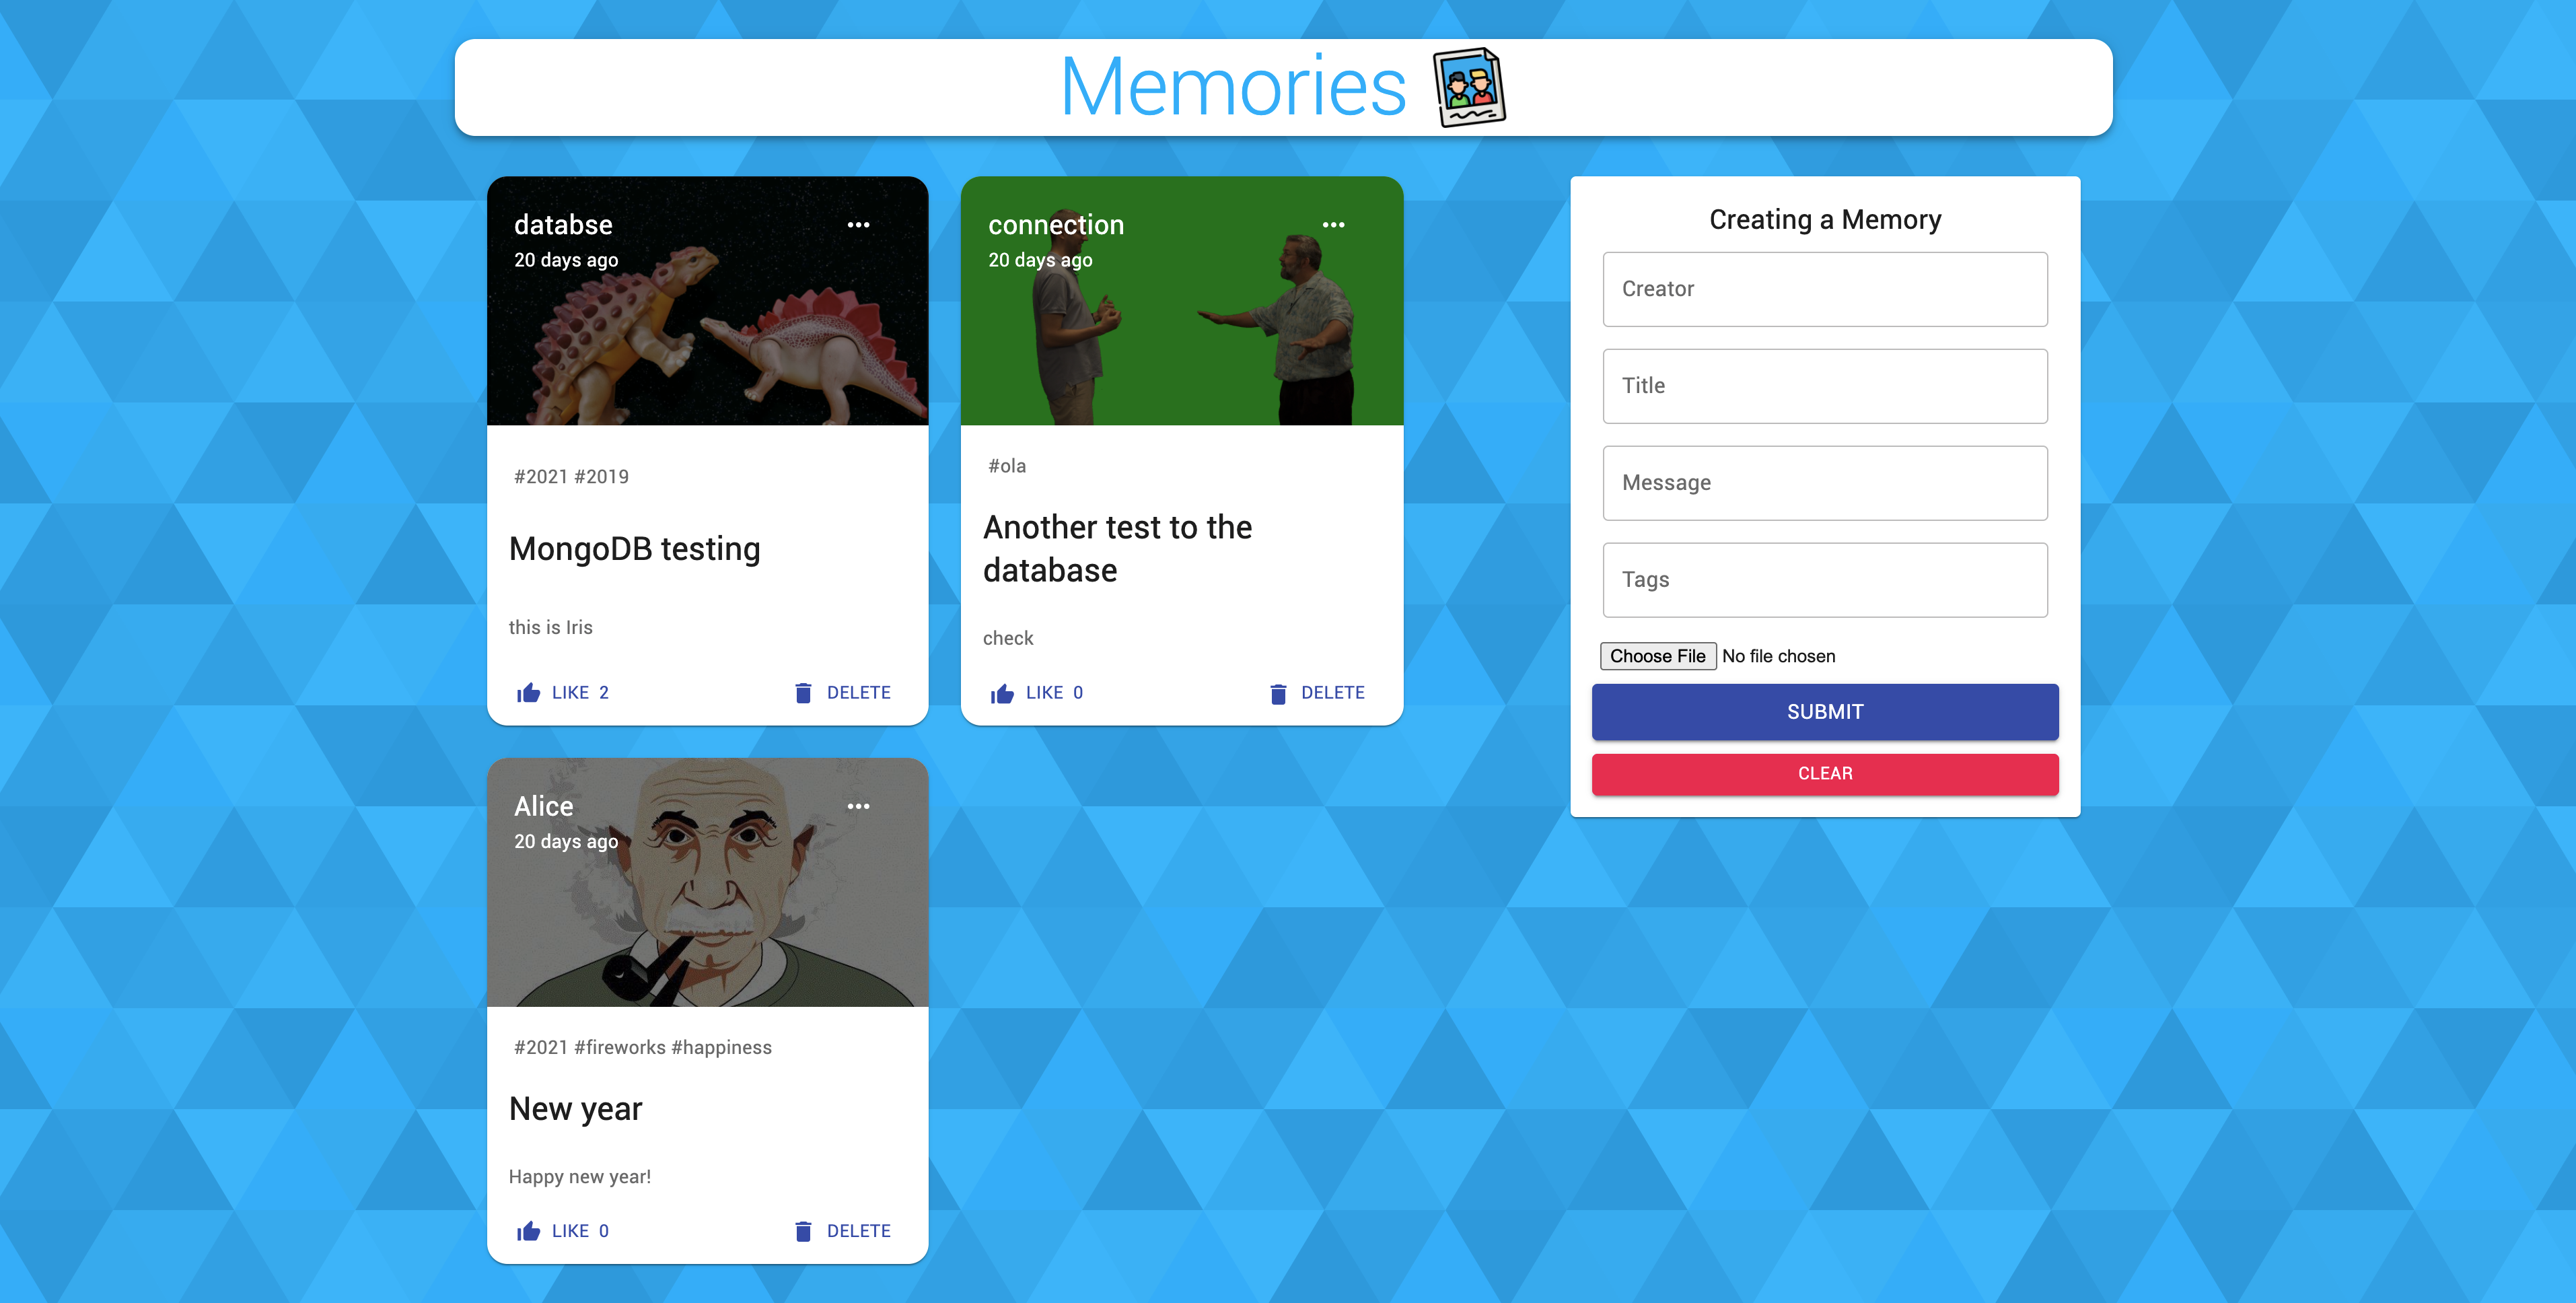 Memories
databse
20 days ago
#2021 #2019
MongoDB testing
this is Iris
LIKE 2
DELETE
connection
20 days ago
#ola
Another test to the
database
check
LIKE 0
DELETE
Alice
20 days ago
#2021 #fireworks #happiness
New year
Happy new year!
LIKE 0
DELETE
Creating a Memory
Creator
Title
Message
Tags
Choose File No file chosen
SUBMIT
CLEAR